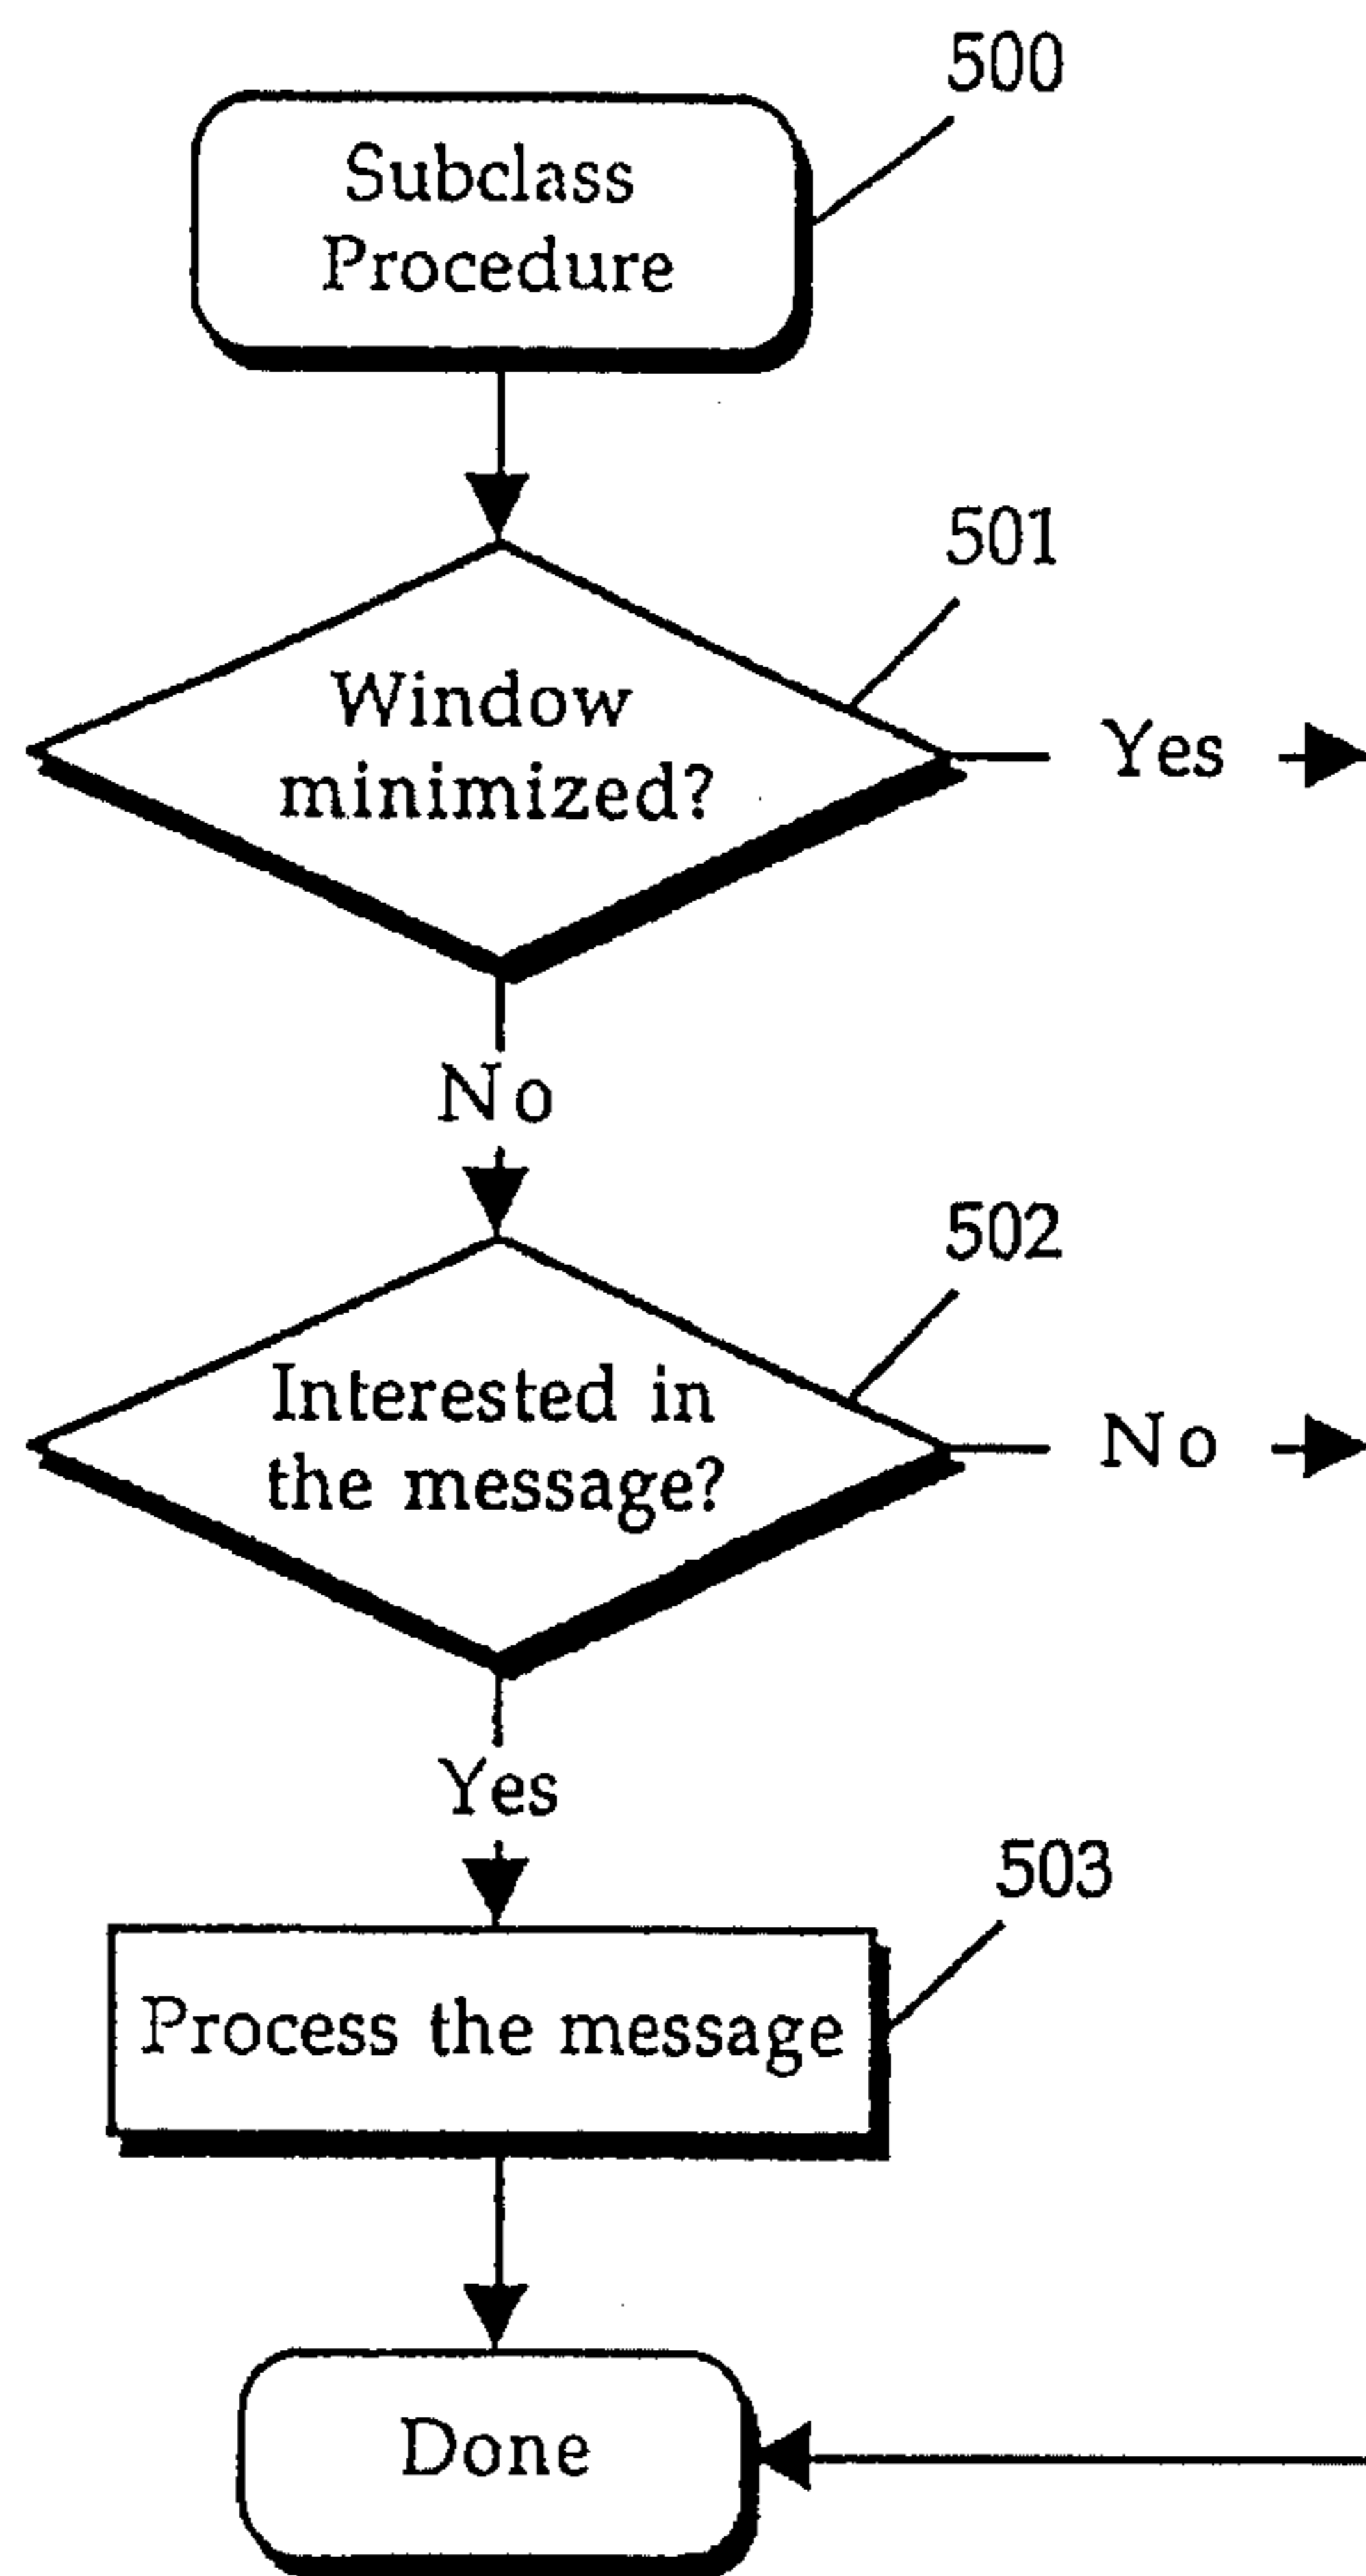 500
Subclass
Procedure
501
Window
minimized?
Yes
No
502
Interested in
the message?
No
Yes
503
Process the message
Done